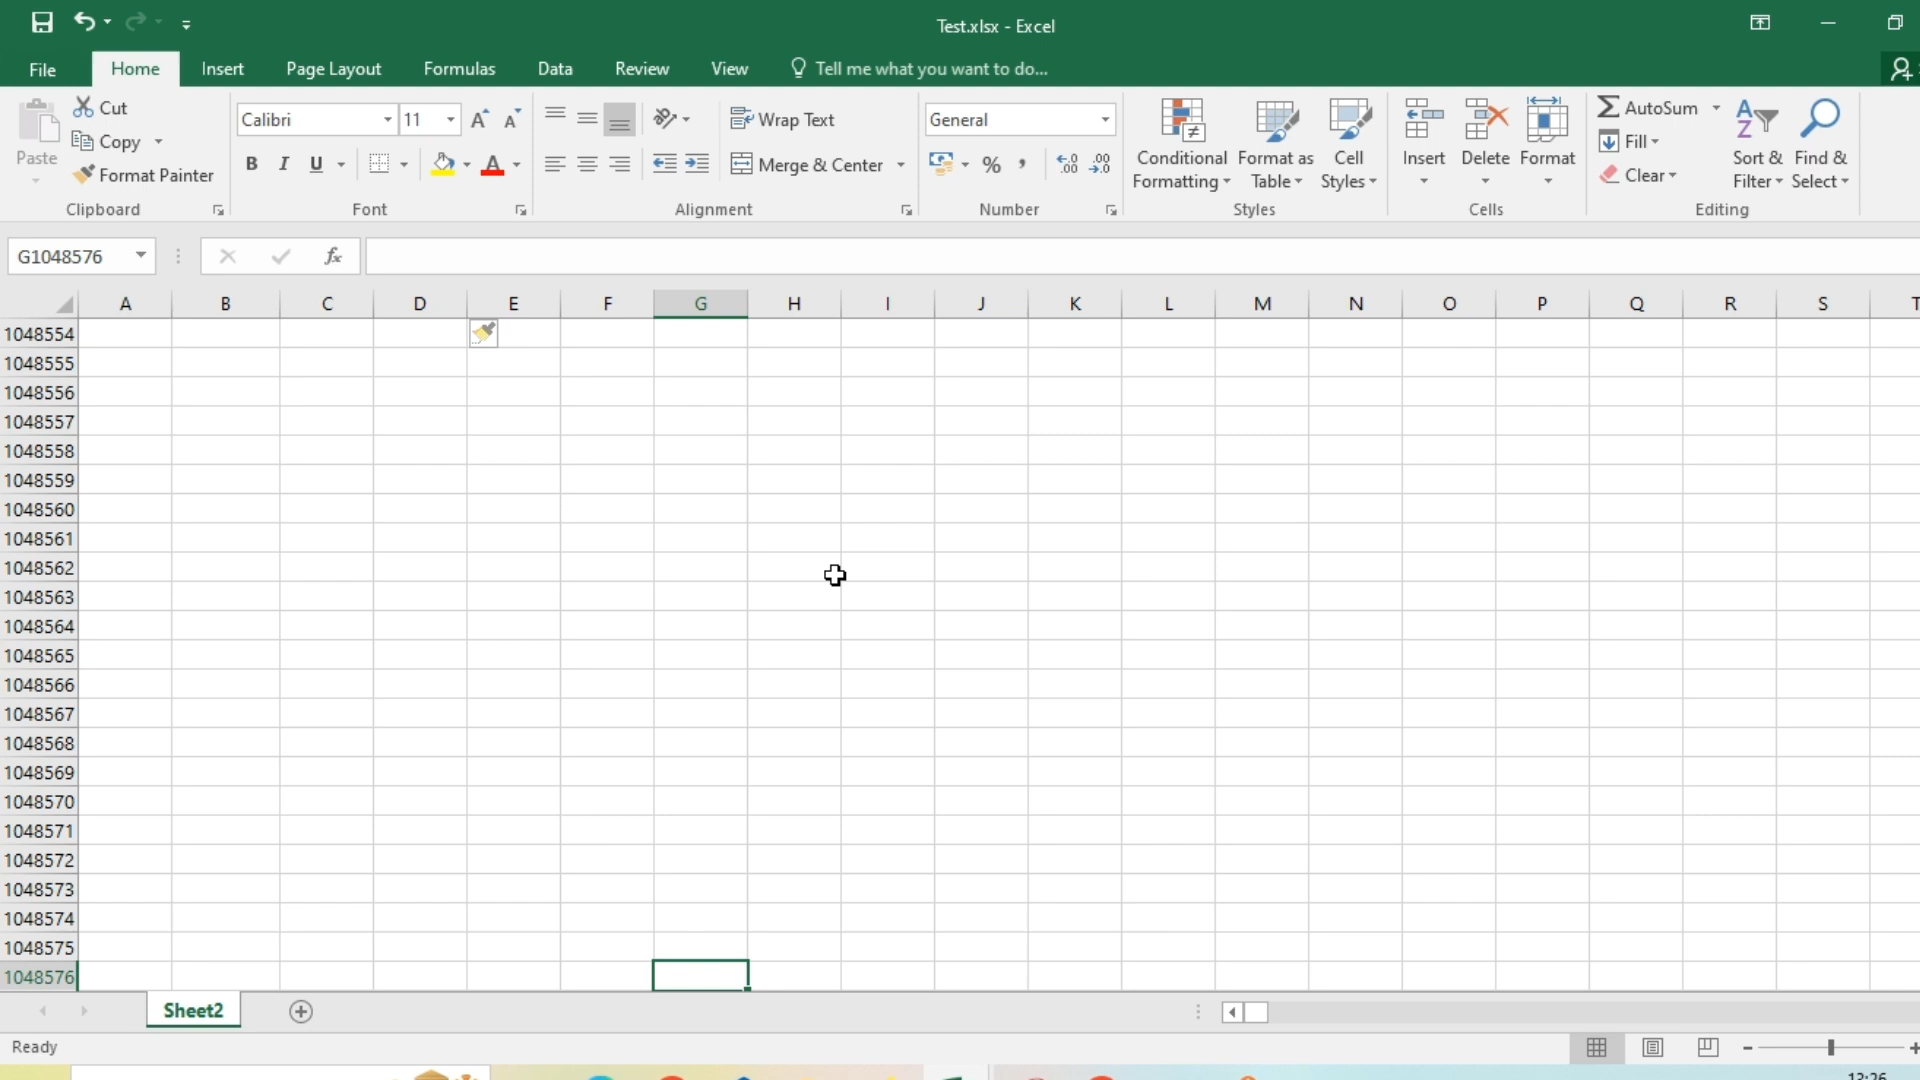 Test.xlsx - Excel
File Home Insert Page Layout Formulas Data Review View Tell me what you want to do...
Paste Cut Copy Format Painter
Clipboard
Calibri 11
B I U A
Font
Wrap Text
Merge & Center
Alignment
General
% ,
Number
Conditional Formatting Format as Table Cell Styles
Styles
Insert Delete Format
Cells
AutoSum
Fill
Clear
Sort & Filter Find & Select
Editing
G1048576 fx
A B C D E F G H I J K L M N O P Q R S T
1048554
1048555
1048556
1048557
1048558
1048559
1048560
1048561
1048562
1048563
1048564
1048565
1048566
1048567
1048568
1048569
1048570
1048571
1048572
1048573
1048574
1048575
1048576
Sheet2
Ready
13:26